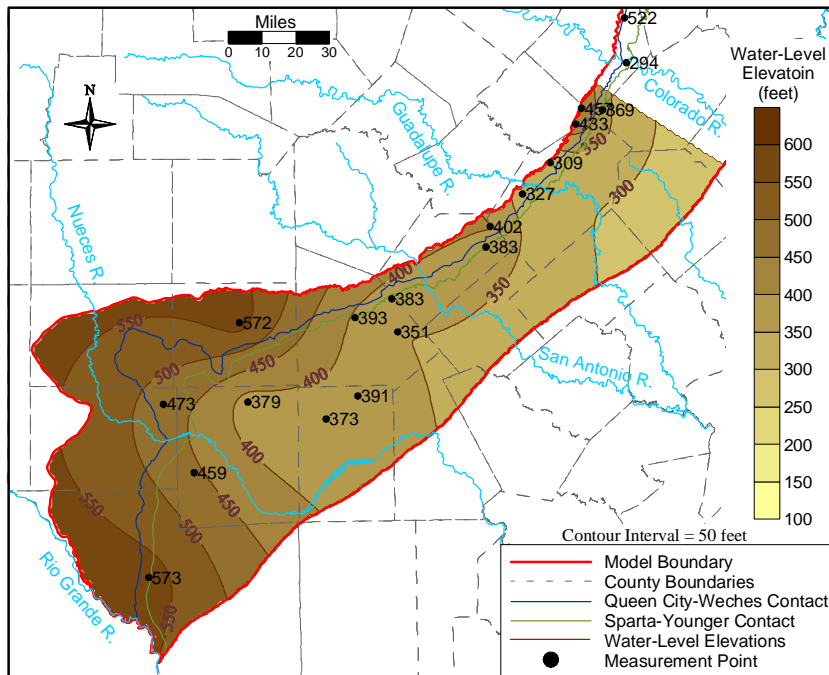 Miles
0 10 20 30
N
522
294
Colorado R.
Water-Level
Elevatoin
(feet)
600
550
500
450
400
350
300
250
200
150
100
457
369
433
350
309
Guadalupe R.
327
300
402
383
Nueces R.
400
350
383
550
572
393
351
San Antonio R.
500
450
400
473
379
391
373
459
400
450
500
550
573
550
Rio Grande R.
Contour Interval = 50 feet
Model Boundary
County Boundaries
Queen City-Weches Contact
Sparta-Younger Contact
Water-Level Elevations
Measurement Point